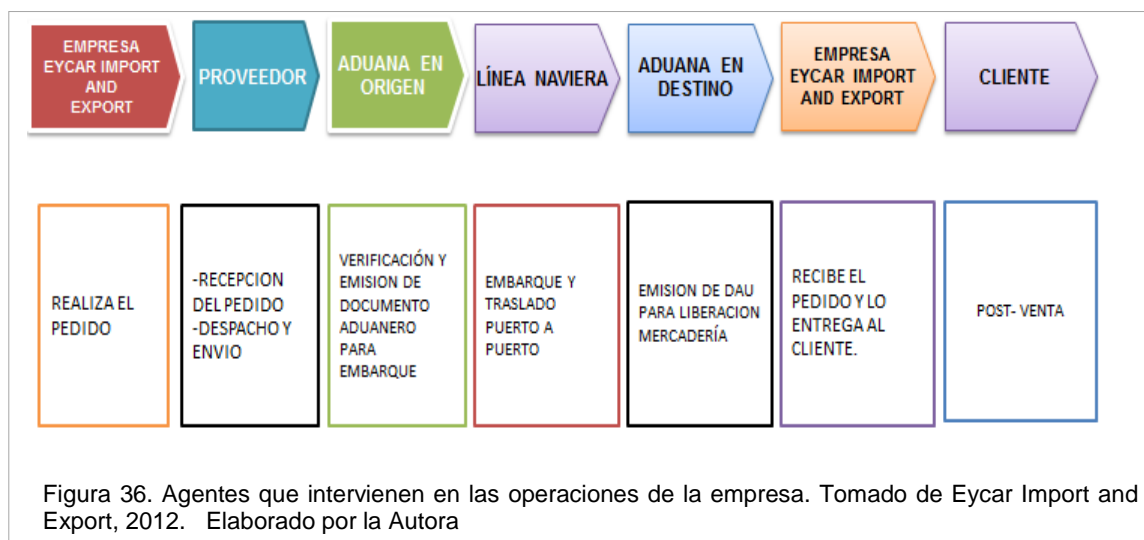 EMPRESA
EYCAR IMPORT
AND
EXPORT
PROVEEDOR
ADUANA EN
ORIGEN
LÍNEA NAVIERA
ADUANA EN
DESTINO
EMPRESA
EYCAR IMPORT
AND EXPORT
CLIENTE
REALIZA EL
PEDIDO
-RECEPCION
DEL PEDIDO
-DESPACHO Y
ENVIO
VERIFICACIÓN Y
EMISION DE
DOCUMENTO
ADUANERO
PARA
EMBARQUE
EMBARQUE Y
TRASLADO
PUERTO A
PUERTO
EMISION DE DAU
PARA LIBERACION
MERCADERÍA
RECIBE EL
PEDIDO Y LO
ENTREGA AL
CLIENTE.
POST- VENTA
Figura 36. Agentes que intervienen en las operaciones de la empresa. Tomado de Eycar Import and
Export, 2012. Elaborado por la Autora